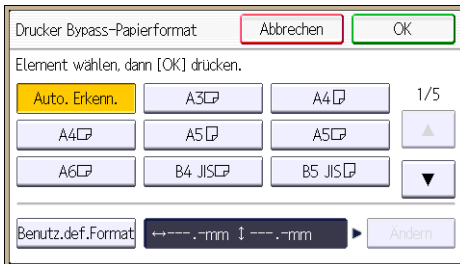 Drucker Bypass-Papierformat Abbrechen OK
Element wählen, dann [OK] drücken.
Auto. Erkenn. A3 A4 1/5
A4 A5 A5
A6 B4 JIS B5 JIS ▼
Benutz.def.Format ↔---.-mm ↕---.-mm ▶ Ändern